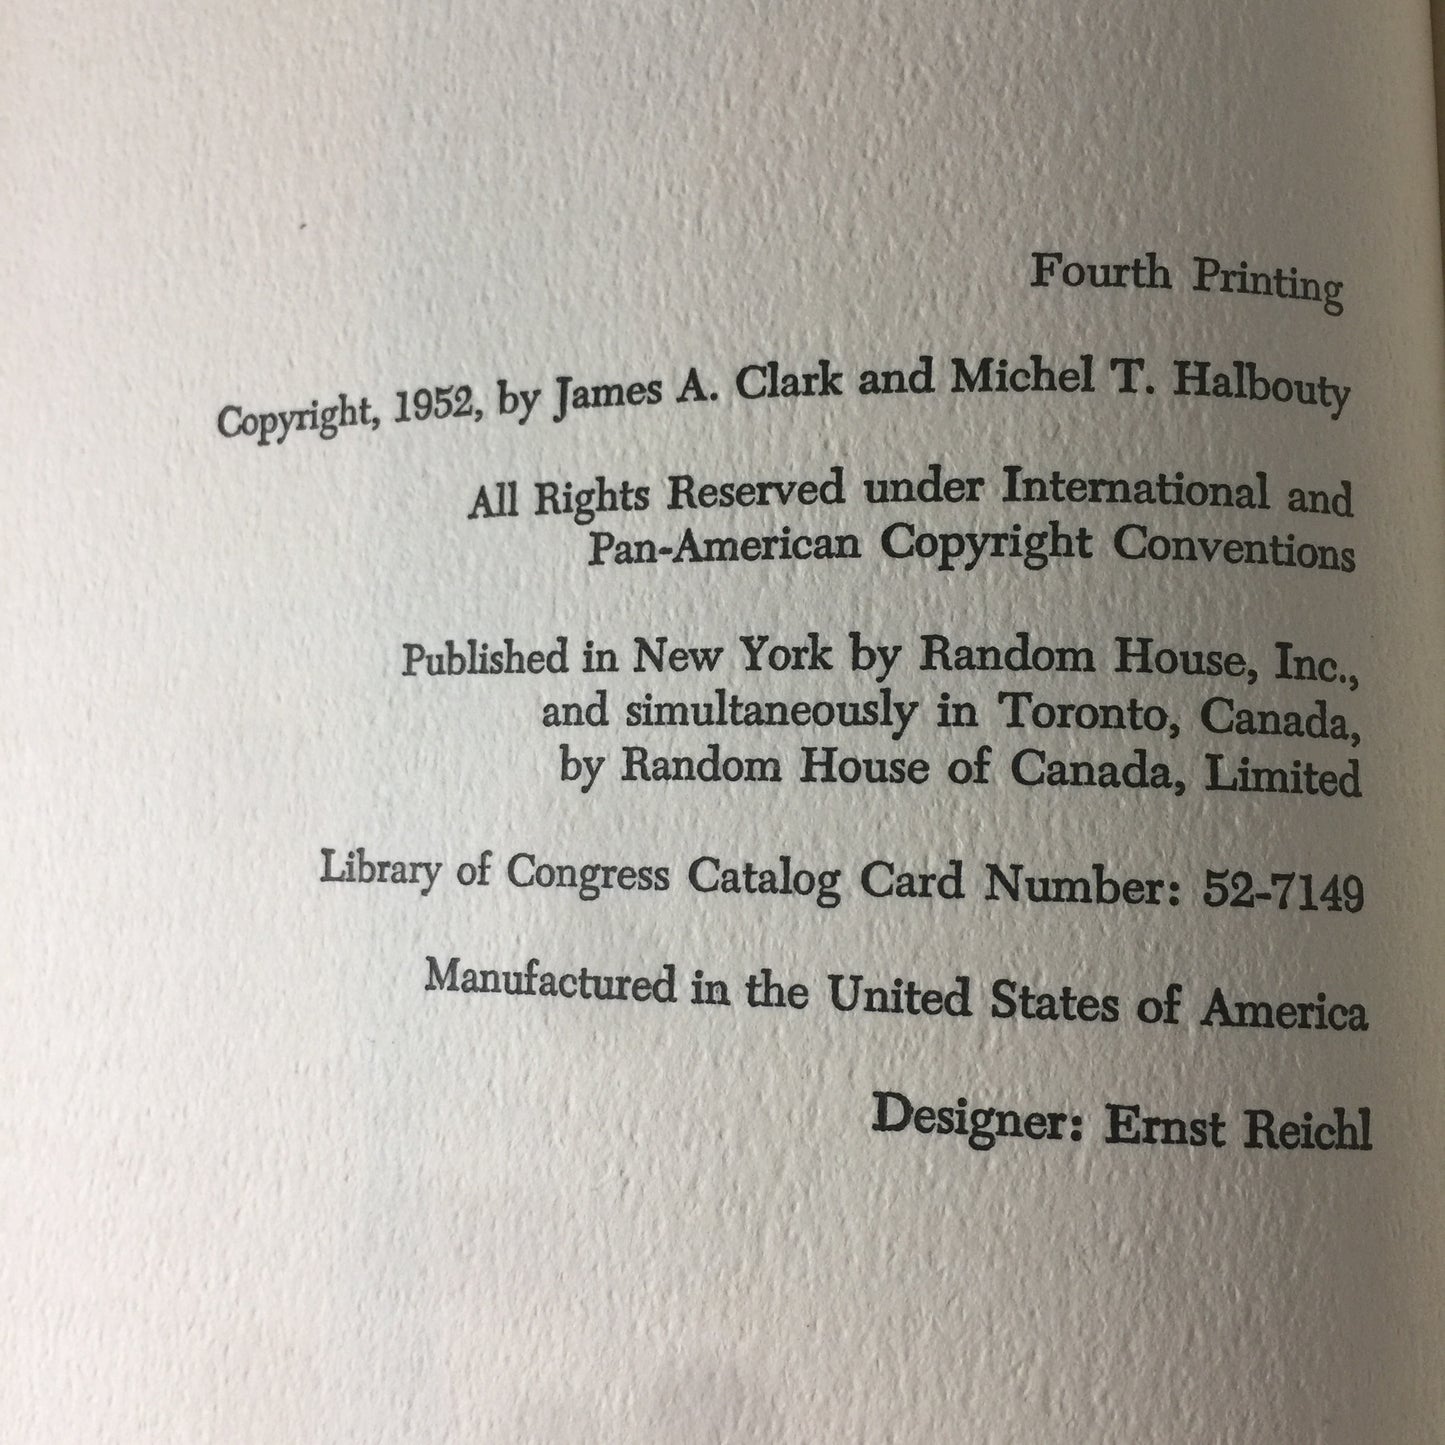 Fourth Printing
Copyright, 1952, by James A. Clark and Michel T. Halbouty
All Rights Reserved under International and
Pan-American Copyright Conventions
Published in New York by Random House, Inc.,
and simultaneously in Toronto, Canada,
by Random House of Canada, Limited
Library of Congress Catalog Card Number: 52-7149
Manufactured in the United States of America
Designer: Ernst Reichl